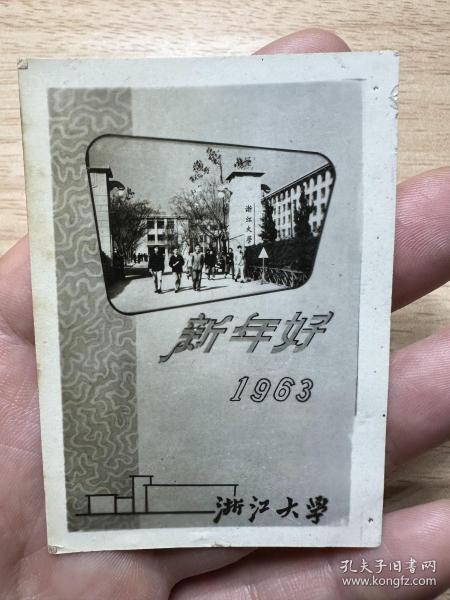 浙江大学
新年好
1963
浙江大学
孔夫子旧书网
www.kongfz.com